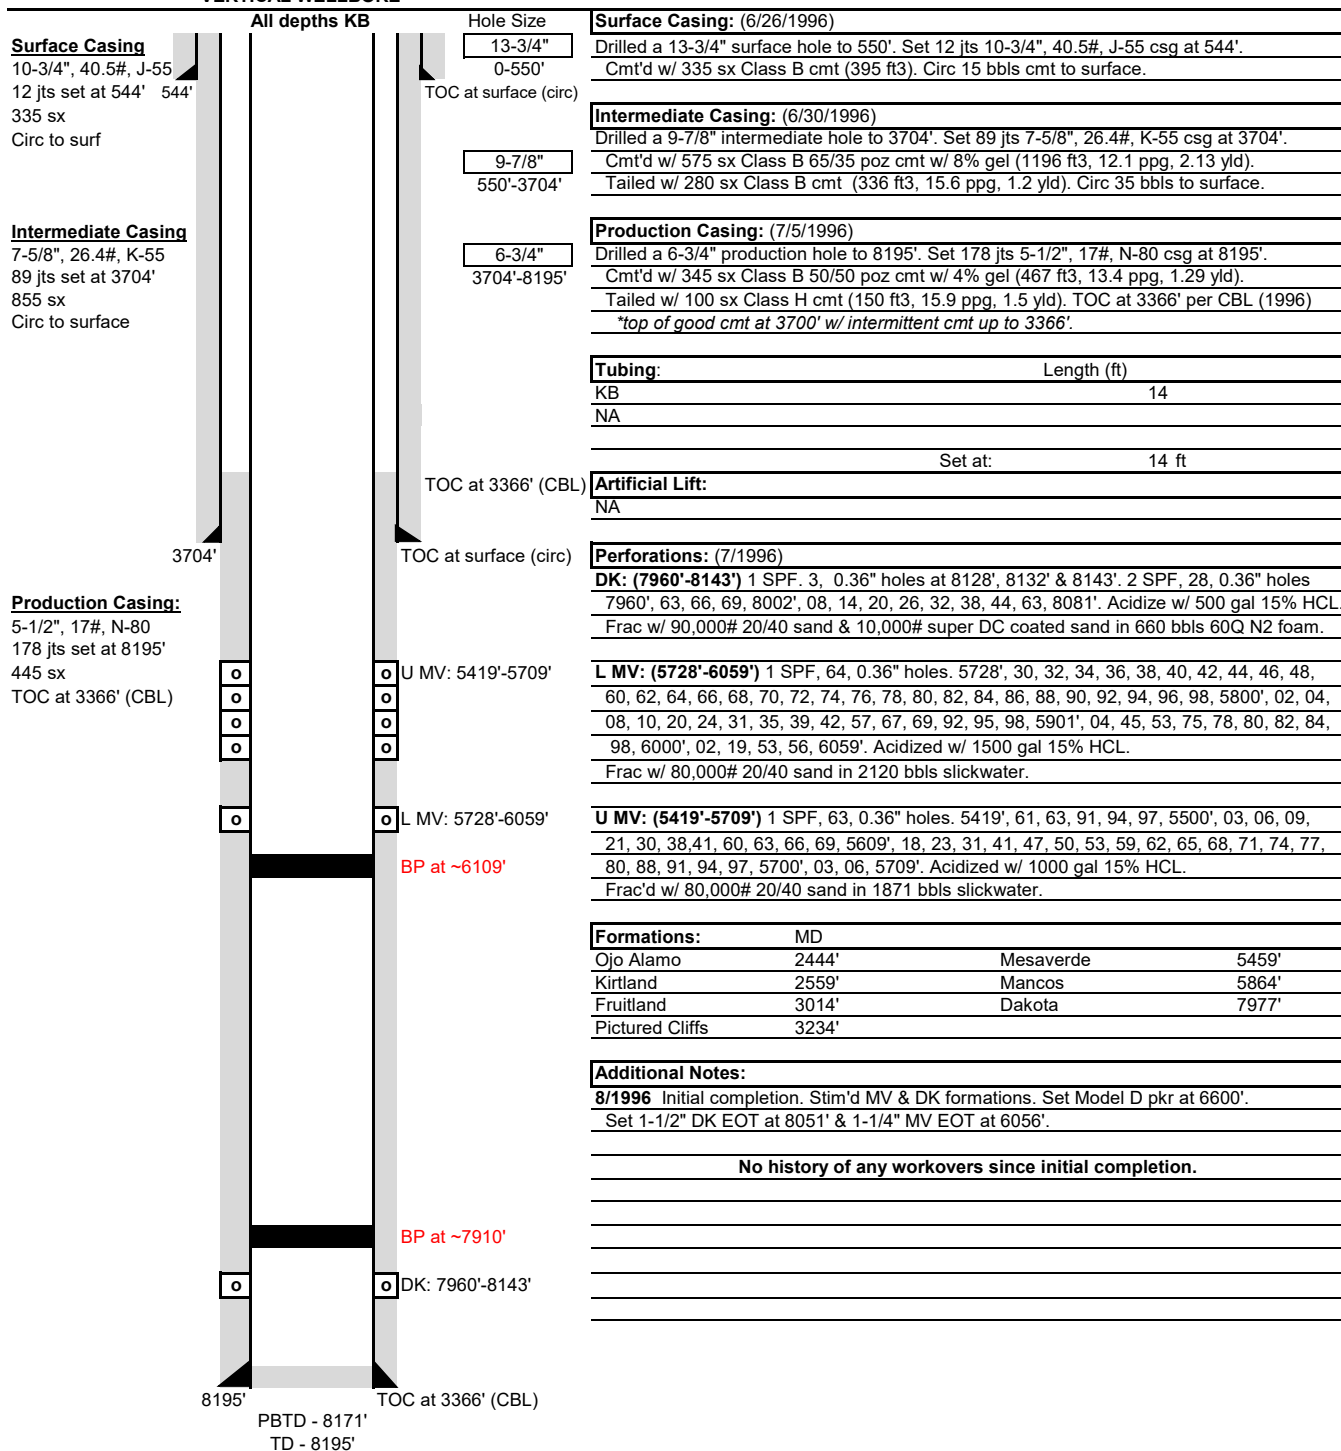 All depths KB
Hole Size
Surface Casing
10-3/4", 40.5#, J-55
12 jts set at 544'
544'
335 sx
Circ to surf
13-3/4"
0-550'
TOC at surface (circ)
9-7/8"
550'-3704'
Intermediate Casing
7-5/8", 26.4#, K-55
89 jts set at 3704'
855 sx
Circ to surface
6-3/4"
3704'-8195'
TOC at 3366' (CBL)
3704'
TOC at surface (circ)
Production Casing:
5-1/2", 17#, N-80
178 jts set at 8195'
445 sx
TOC at 3366' (CBL)
o o U MV: 5419'-5709'
o o
o o
o o
o o L MV: 5728'-6059'
BP at ~6109'
BP at ~7910'
o o DK: 7960'-8143'
8195'
TOC at 3366' (CBL)
PBTD - 8171'
TD - 8195'
Surface Casing: (6/26/1996)
Drilled a 13-3/4" surface hole to 550'. Set 12 jts 10-3/4", 40.5#, J-55 csg at 544'.
Cmt'd w/ 335 sx Class B cmt (395 ft3). Circ 15 bbls cmt to surface.
Intermediate Casing: (6/30/1996)
Drilled a 9-7/8" intermediate hole to 3704'. Set 89 jts 7-5/8", 26.4#, K-55 csg at 3704'.
Cmt'd w/ 575 sx Class B 65/35 poz cmt w/ 8% gel (1196 ft3, 12.1 ppg, 2.13 yld).
Tailed w/ 280 sx Class B cmt (336 ft3, 15.6 ppg, 1.2 yld). Circ 35 bbls to surface.
Production Casing: (7/5/1996)
Drilled a 6-3/4" production hole to 8195'. Set 178 jts 5-1/2", 17#, N-80 csg at 8195'.
Cmt'd w/ 345 sx Class B 50/50 poz cmt w/ 4% gel (467 ft3, 13.4 ppg, 1.29 yld).
Tailed w/ 100 sx Class H cmt (150 ft3, 15.9 ppg, 1.5 yld). TOC at 3366' per CBL (1996)
*top of good cmt at 3700' w/ intermittent cmt up to 3366'.
Tubing: Length (ft)
KB 14
NA
Set at: 14 ft
Artificial Lift:
NA
Perforations: (7/1996)
DK: (7960'-8143') 1 SPF. 3, 0.36" holes at 8128', 8132' & 8143'. 2 SPF, 28, 0.36" holes
7960', 63, 66, 69, 8002', 08, 14, 20, 26, 32, 38, 44, 63, 8081'. Acidize w/ 500 gal 15% HCL.
Frac w/ 90,000# 20/40 sand & 10,000# super DC coated sand in 660 bbls 60Q N2 foam.
L MV: (5728'-6059') 1 SPF, 64, 0.36" holes. 5728', 30, 32, 34, 36, 38, 40, 42, 44, 46, 48,
60, 62, 64, 66, 68, 70, 72, 74, 76, 78, 80, 82, 84, 86, 88, 90, 92, 94, 96, 98, 5800', 02, 04,
08, 10, 20, 24, 31, 35, 39, 42, 57, 67, 69, 92, 95, 98, 5901', 04, 45, 53, 75, 78, 80, 82, 84,
98, 6000', 02, 19, 53, 56, 6059'. Acidized w/ 1500 gal 15% HCL.
Frac w/ 80,000# 20/40 sand in 2120 bbls slickwater.
U MV: (5419'-5709') 1 SPF, 63, 0.36" holes. 5419', 61, 63, 91, 94, 97, 5500', 03, 06, 09,
21, 30, 38,41, 60, 63, 66, 69, 5609', 18, 23, 31, 41, 47, 50, 53, 59, 62, 65, 68, 71, 74, 77,
80, 88, 91, 94, 97, 5700', 03, 06, 5709'. Acidized w/ 1000 gal 15% HCL.
Frac'd w/ 80,000# 20/40 sand in 1871 bbls slickwater.
Formations: MD
Ojo Alamo 2444' Mesaverde 5459'
Kirtland 2559' Mancos 5864'
Fruitland 3014' Dakota 7977'
Pictured Cliffs 3234'
Additional Notes:
8/1996 Initial completion. Stim'd MV & DK formations. Set Model D pkr at 6600'.
Set 1-1/2" DK EOT at 8051' & 1-1/4" MV EOT at 6056'.
No history of any workovers since initial completion.